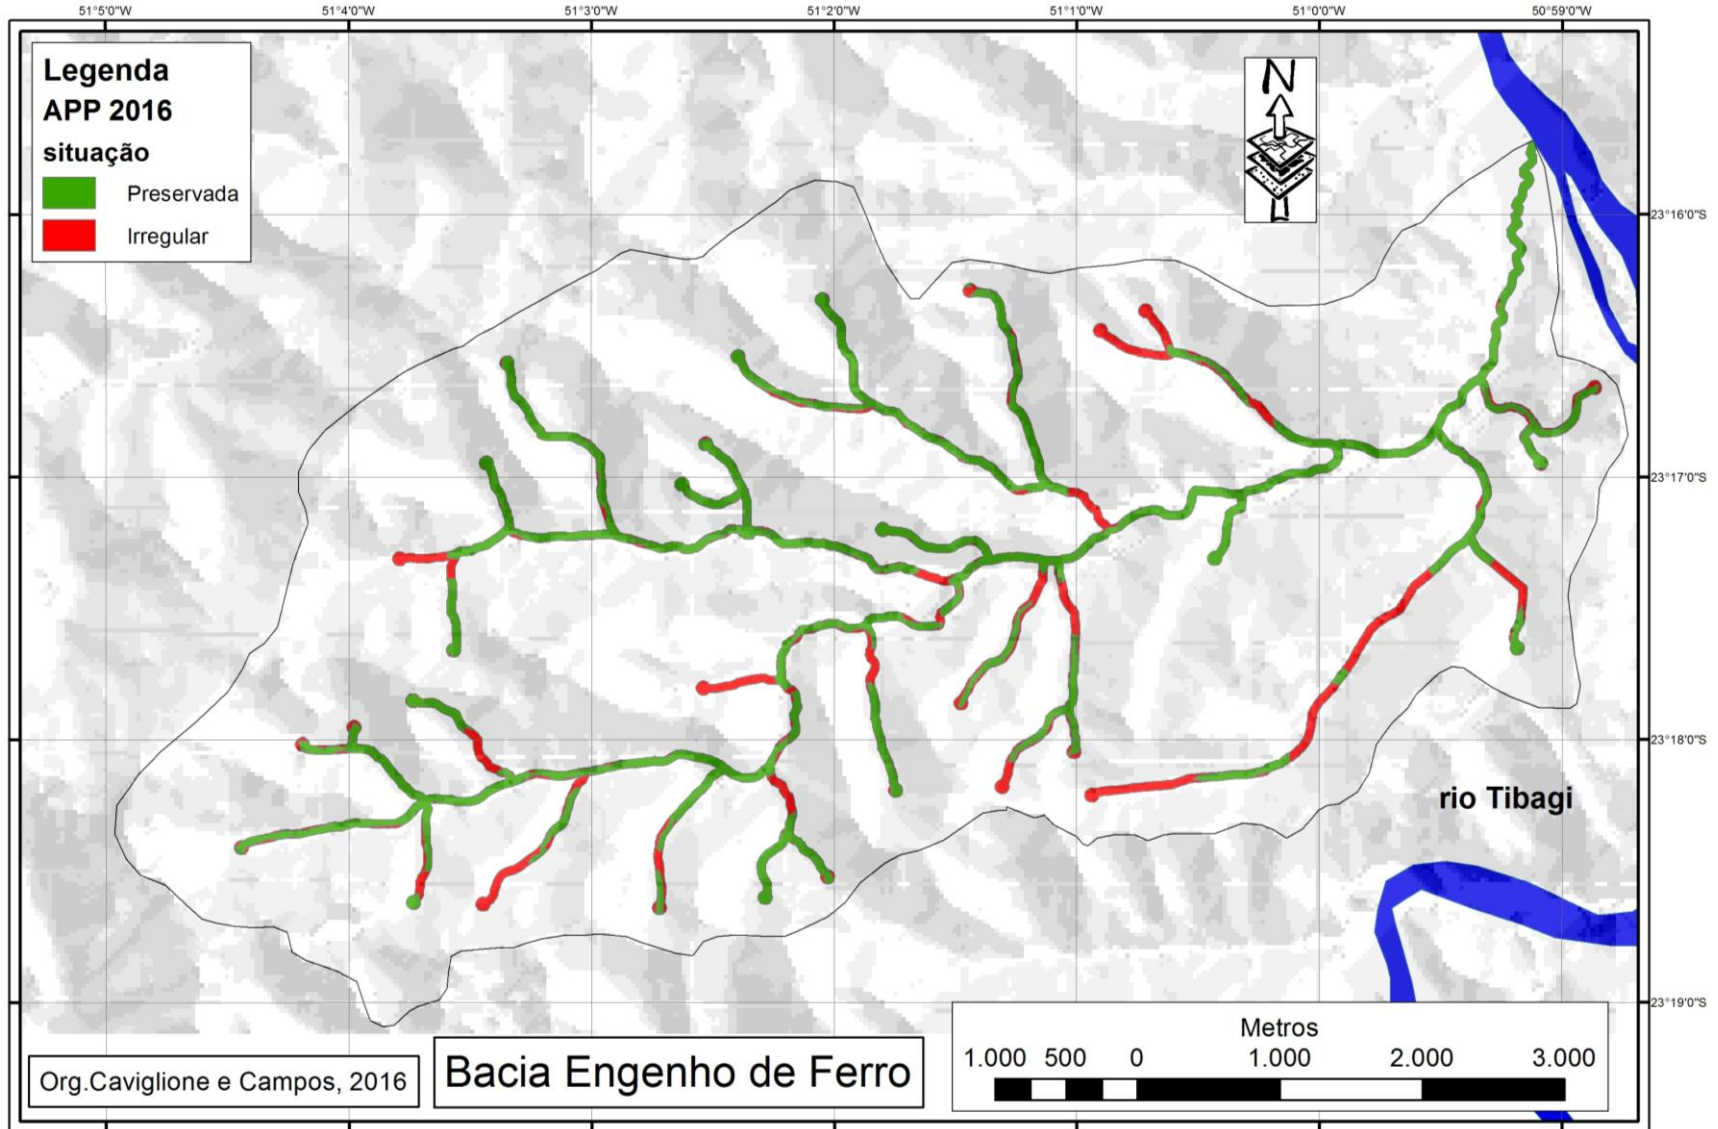 51°5'0"W 51°4'0"W 51°3'0"W 51°2'0"W 51°1'0"W 51°0'0"W 50°59'0"W
Legenda
APP 2016
situação
Preservada
Irregular
N
23°16'0"S
23°17'0"S
23°18'0"S
rio Tibagi
23°19'0"S
Metros
1.000 500 0 1.000 2.000 3.000
Bacia Engenho de Ferro
Org.Caviglione e Campos, 2016